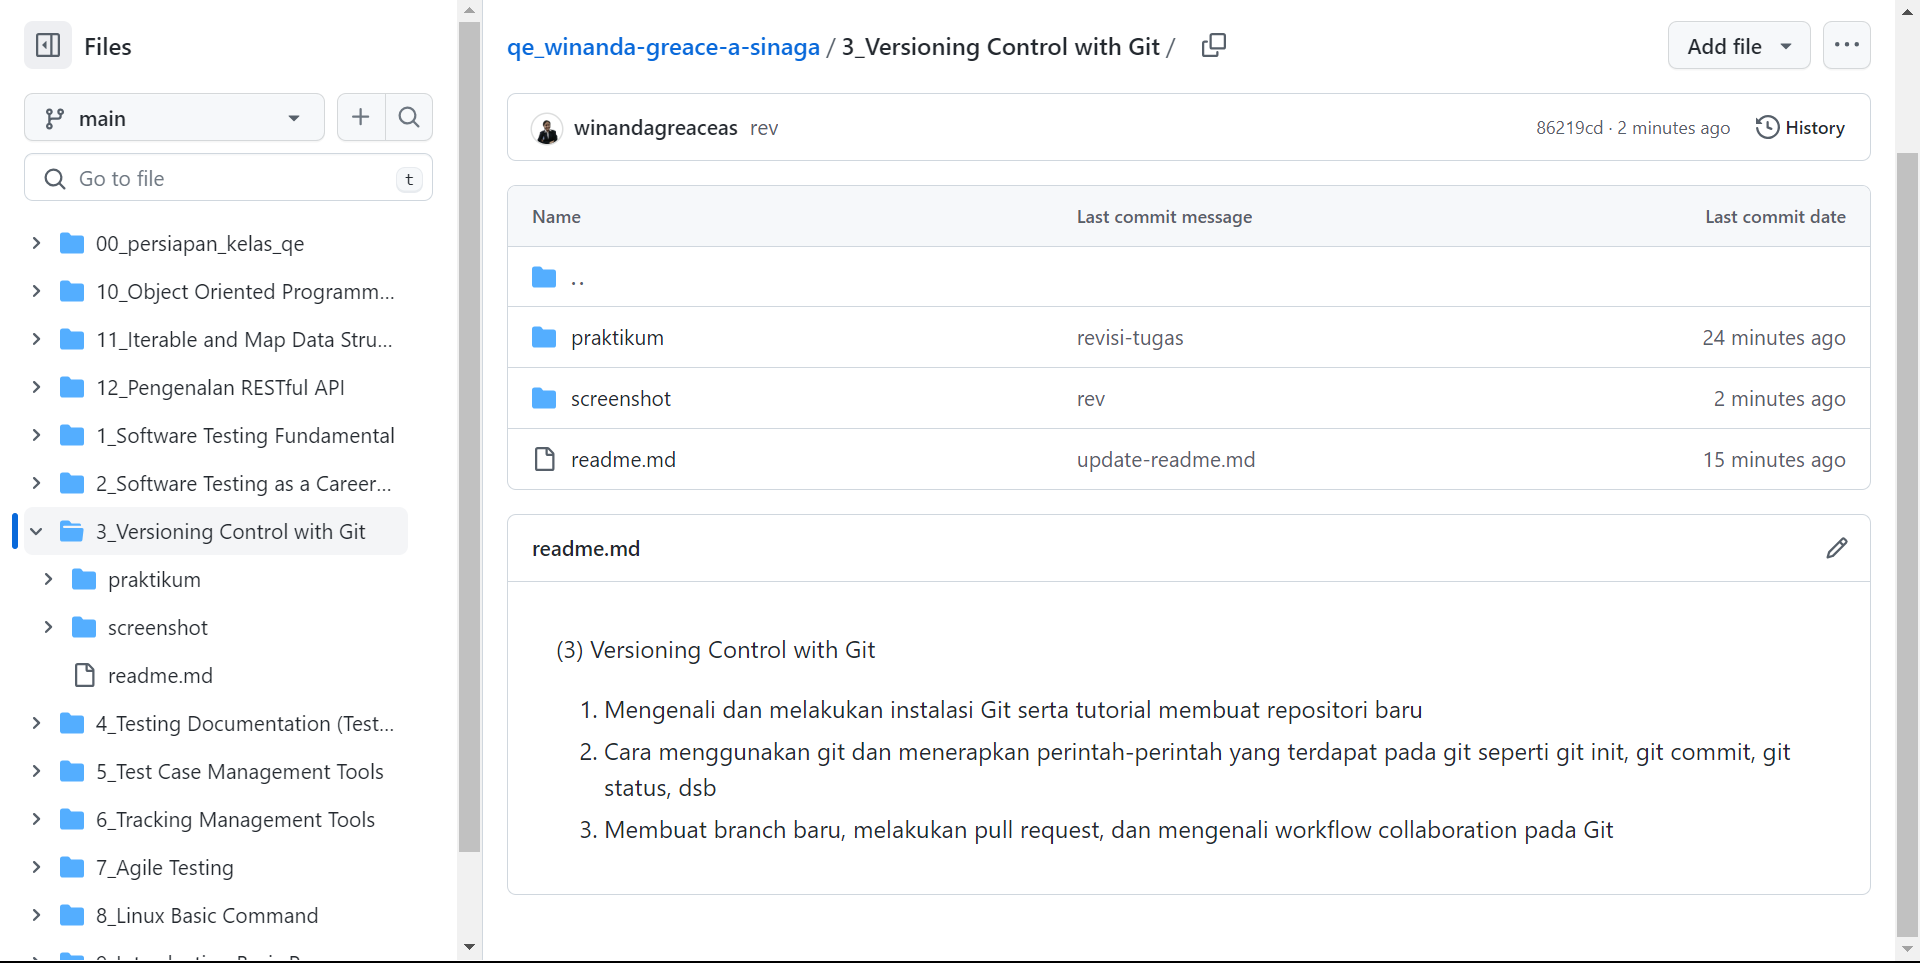 Files
main
Go to file
t
00_persiapan_kelas_qe
10_Object Oriented Programm...
11_Iterable and Map Data Stru...
12_Pengenalan RESTful API
1_Software Testing Fundamental
2_Software Testing as a Career...
3_Versioning Control with Git
praktikum
screenshot
readme.md
4_Testing Documentation (Test...
5_Test Case Management Tools
6_Tracking Management Tools
7_Agile Testing
8_Linux Basic Command
qe_winanda-greace-a-sinaga / 3_Versioning Control with Git /
Add file
winandagreaceas rev
86219cd · 2 minutes ago
History
Name Last commit message Last commit date
..
praktikum revisi-tugas 24 minutes ago
screenshot rev 2 minutes ago
readme.md update-readme.md 15 minutes ago
readme.md
(3) Versioning Control with Git
1. Mengenali dan melakukan instalasi Git serta tutorial membuat repositori baru
2. Cara menggunakan git dan menerapkan perintah-perintah yang terdapat pada git seperti git init, git commit, git
status, dsb
3. Membuat branch baru, melakukan pull request, dan mengenali workflow collaboration pada Git